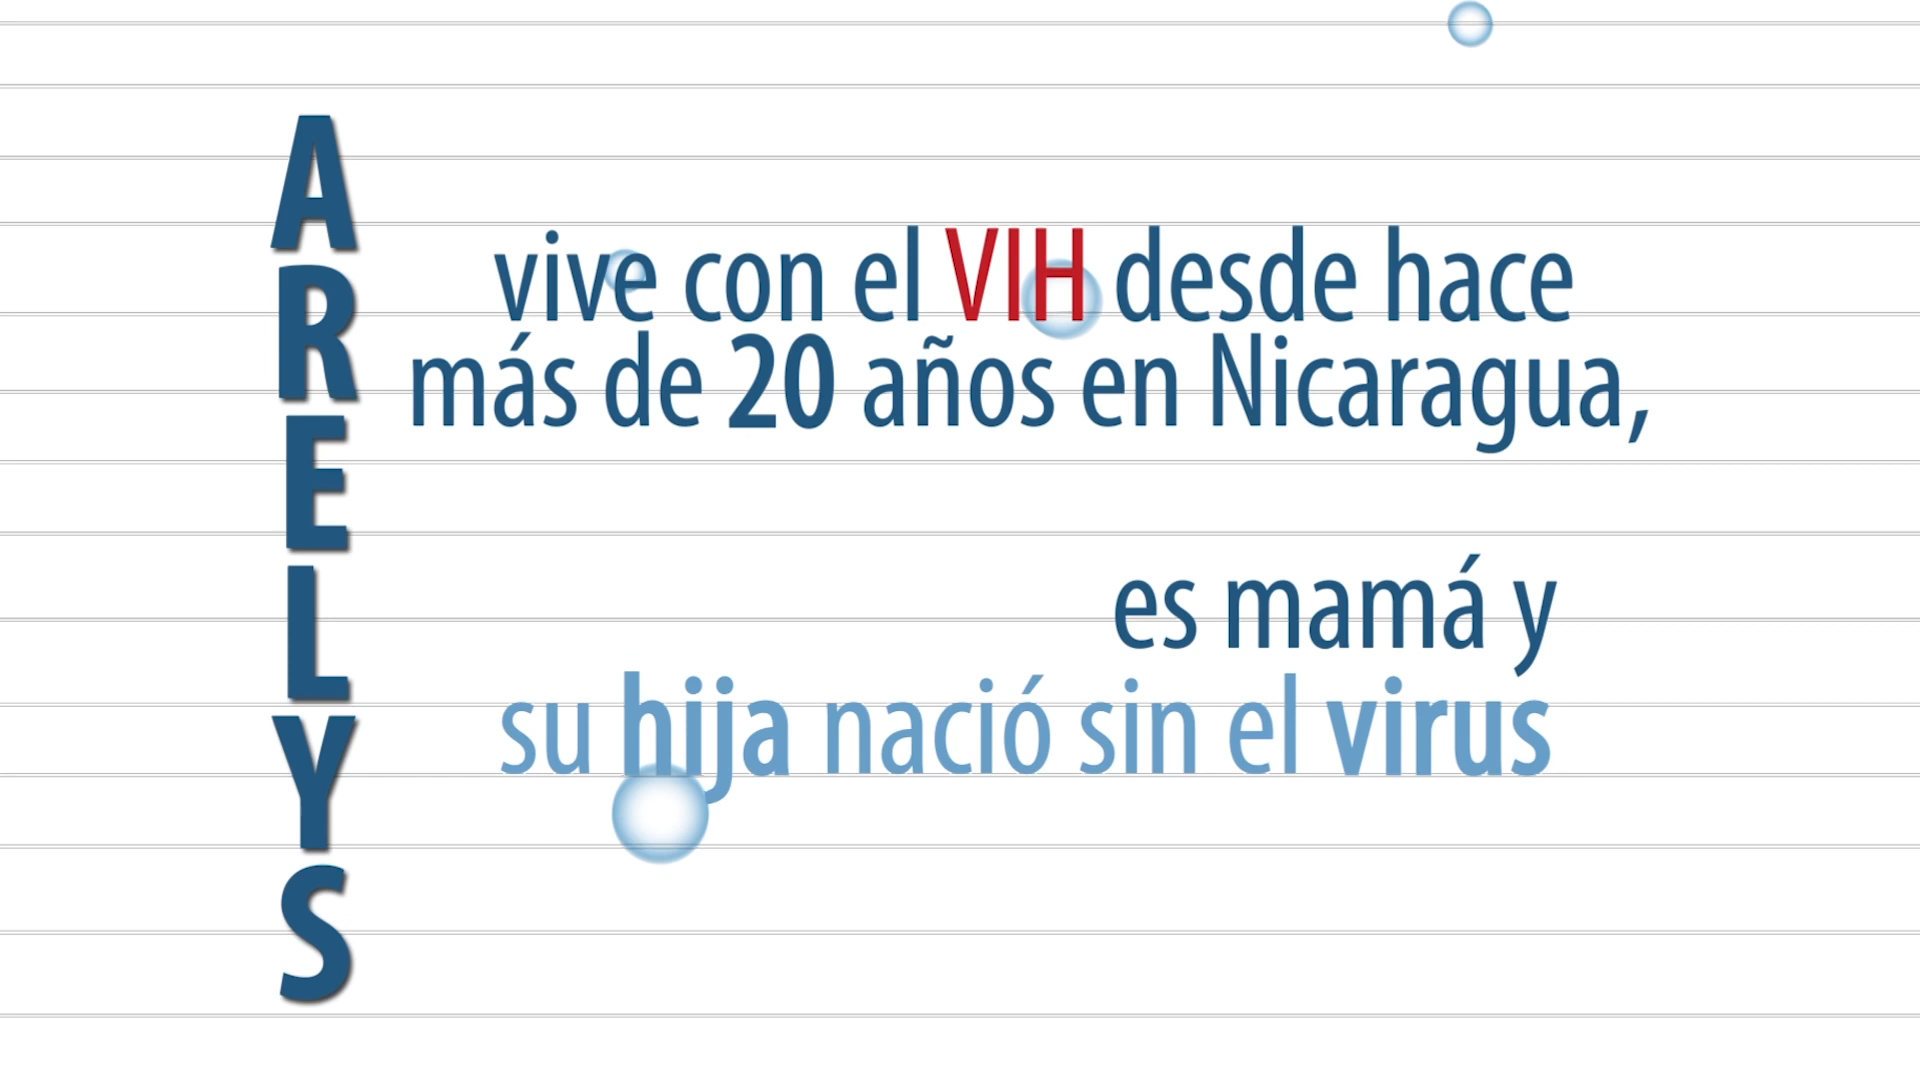 ARELYS
vive con el VIH desde hace
más de 20 años en Nicaragua,
es mamá y
su hija nació sin el virus